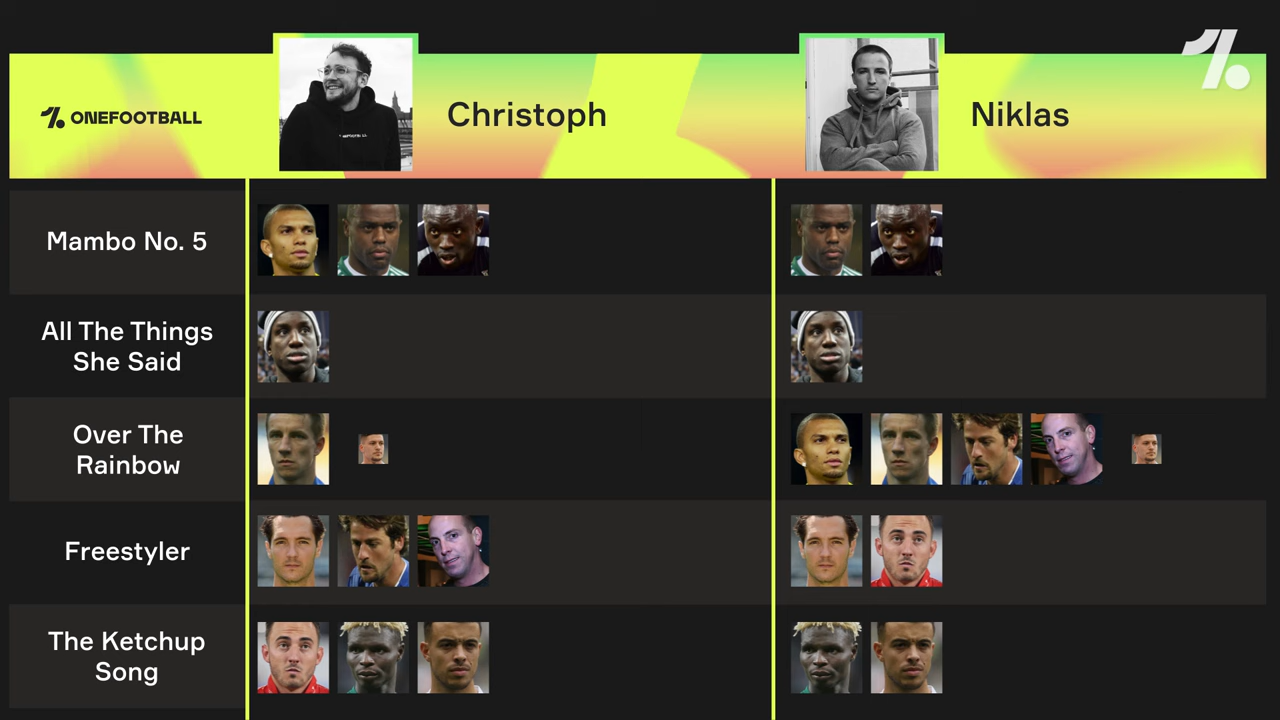 ONEFOOTBALL
Christoph
Niklas
Mambo No. 5
All The Things
She Said
Over The
Rainbow
Freestyler
The Ketchup
Song